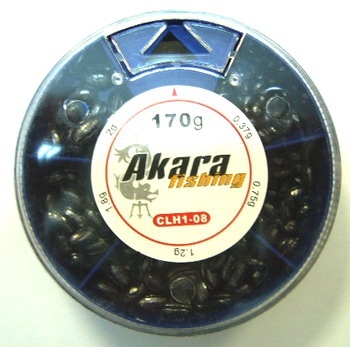 170g
Akara
fishing
CLH1-08
0.37g
0.75g
1.2g
1.8g
2g